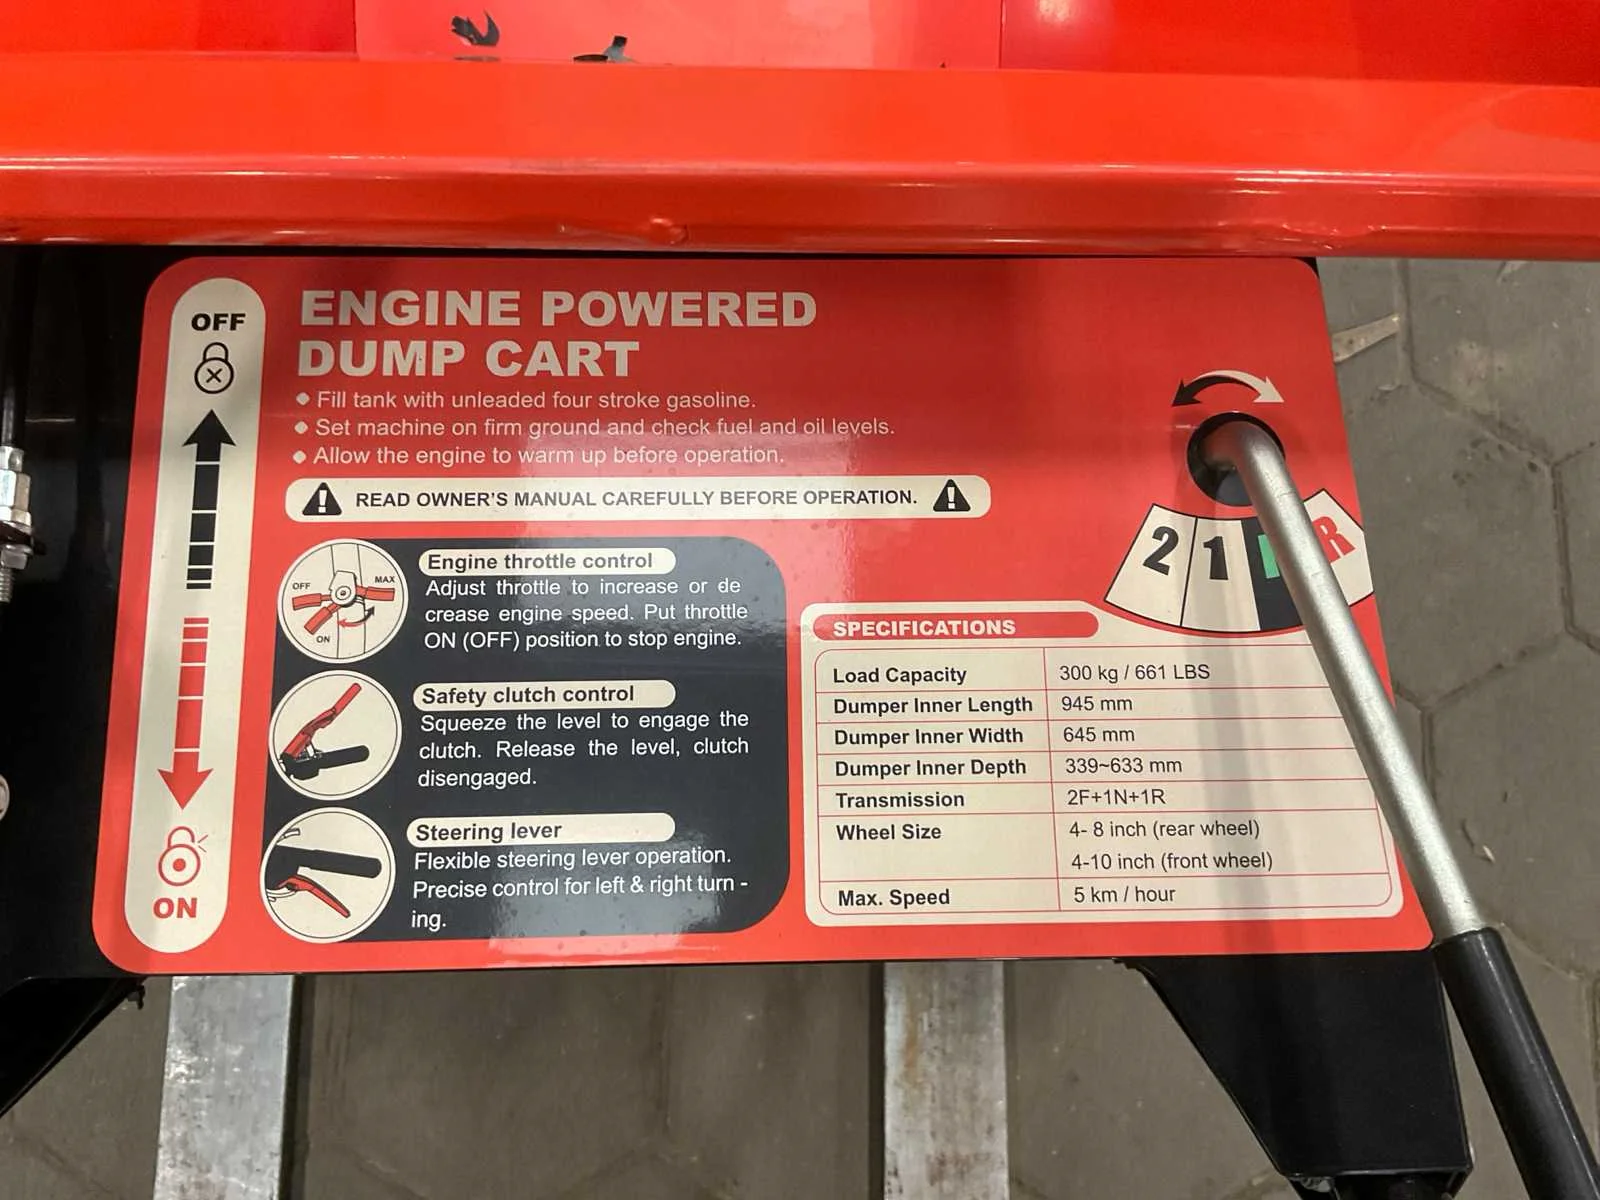 OFF
ENGINE POWERED
DUMP CART
Fill tank with unleaded four stroke gasoline.
Set machine on firm ground and check fuel and oil levels.
Allow the engine to warm up before operation.
READ OWNER'S MANUAL CAREFULLY BEFORE OPERATION.
2 1 R
OFF
MAX
ON
Engine throttle control
Adjust throttle to increase or de
crease engine speed. Put throttle
ON (OFF) position to stop engine.
Safety clutch control
Squeeze the level to engage the
clutch. Release the level, clutch
disengaged.
Steering lever
Flexible steering lever operation.
Precise control for left & right turn -
ing.
SPECIFICATIONS
Load Capacity 300 kg / 661 LBS
Dumper Inner Length 945 mm
Dumper Inner Width 645 mm
Dumper Inner Depth 339~633 mm
Transmission 2F+1N+1R
Wheel Size 4- 8 inch (rear wheel)
4-10 inch (front wheel)
Max. Speed 5 km / hour
ON